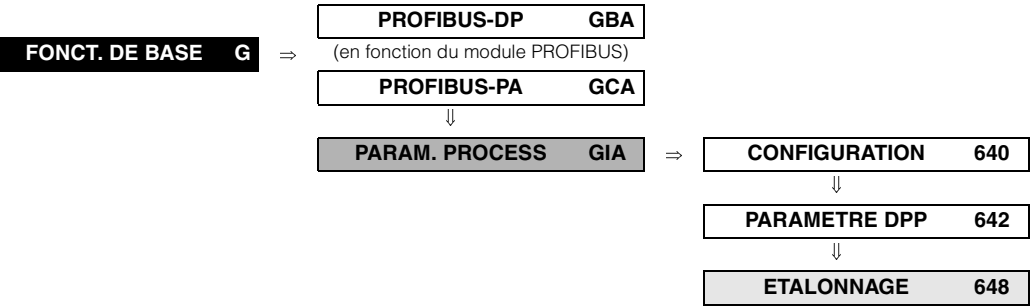 PROFIBUS-DP GBA
FONCT. DE BASE G ⇒ (en fonction du module PROFIBUS)
PROFIBUS-PA GCA
⇓
PARAM. PROCESS GIA ⇒ CONFIGURATION 640
⇓
PARAMETRE DPP 642
⇓
ETALONNAGE 648